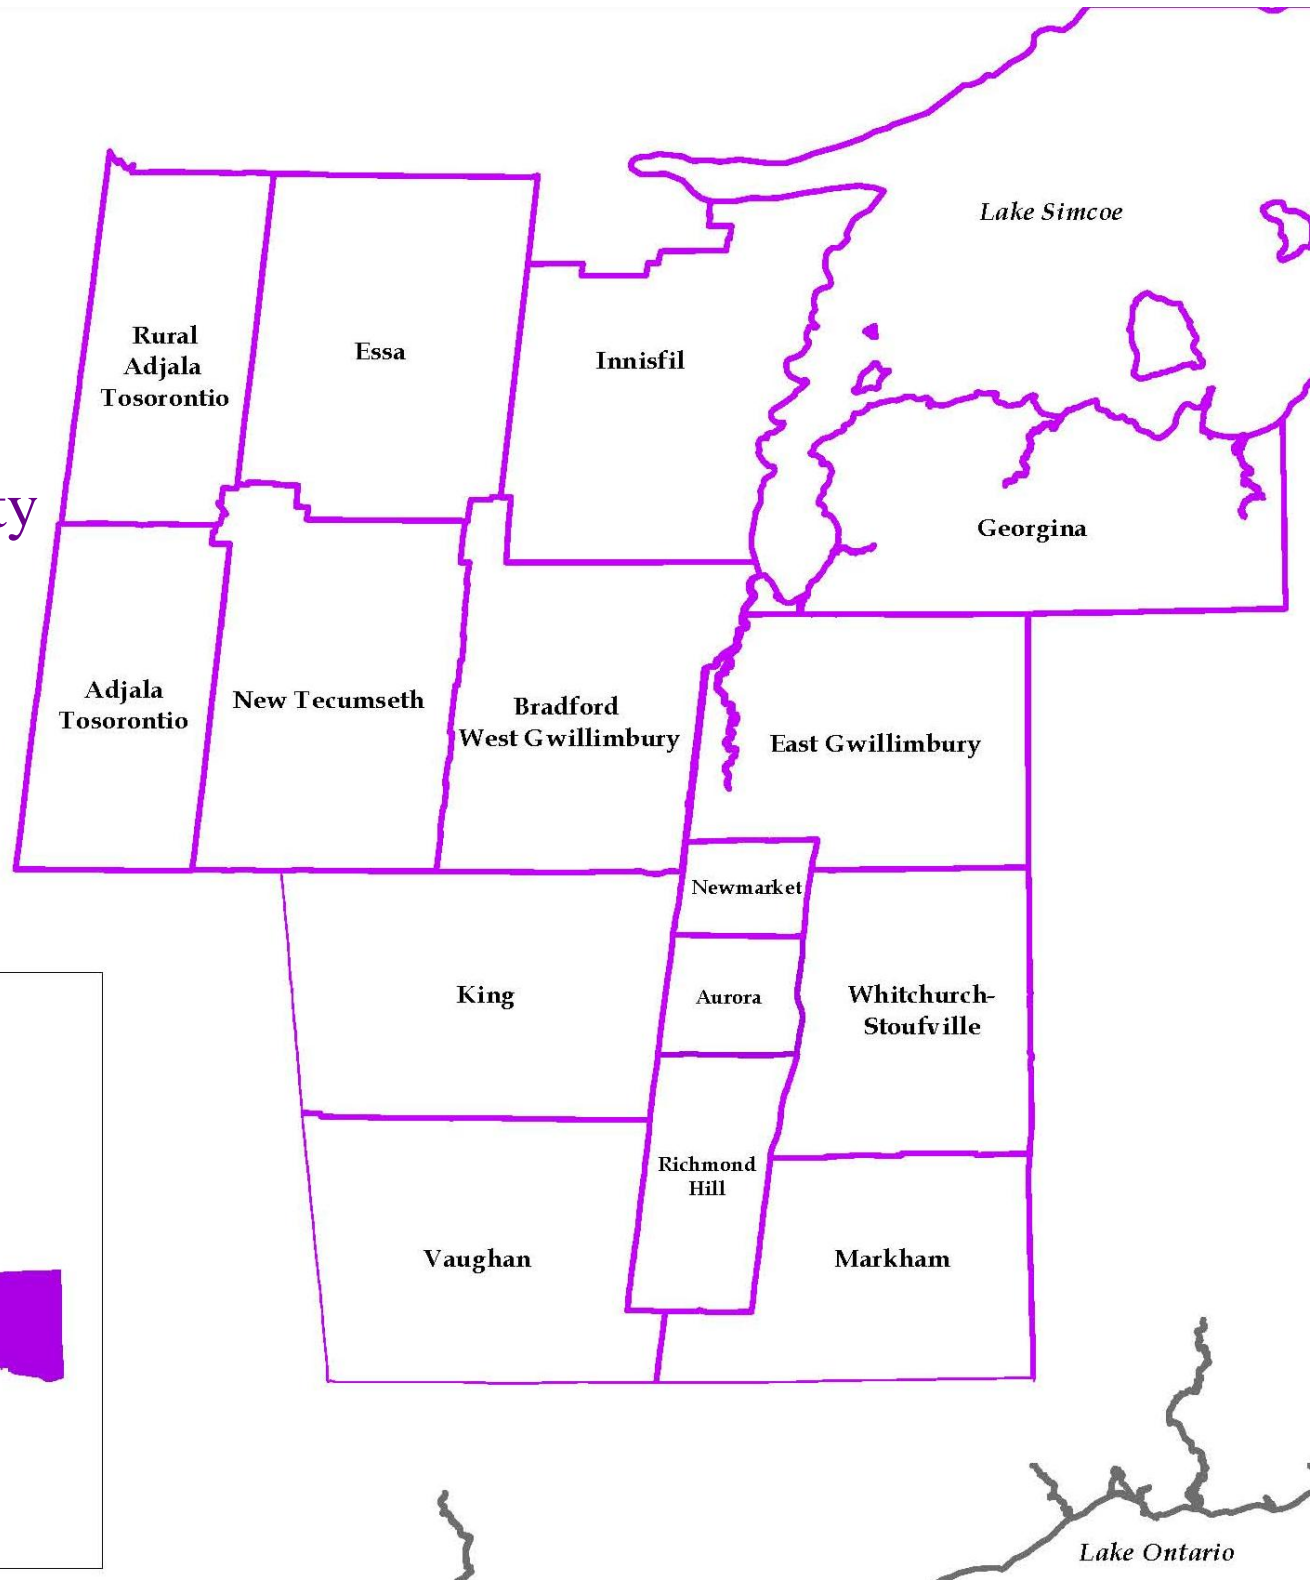 Lake Simcoe
Rural
Adjala
Tosorontio
Essa
Innisfil
ty
Georgina
Adjala
Tosorontio
New Tecumseth
Bradford
West Gwillimbury
East Gwillimbury
Newmarket
King
Aurora
Whitchurch-
Stoufville
Richmond
Hill
Vaughan
Markham
Lake Ontario